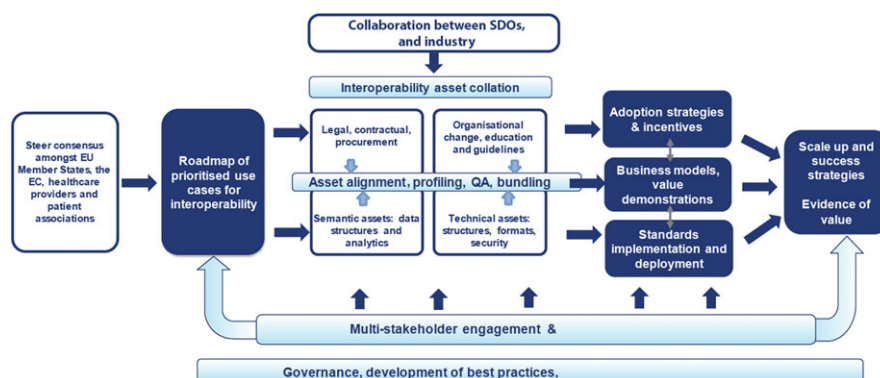 Collaboration between SDOs,
and industry
Interoperability asset collation
Steer consensus
amongst EU
Member States, the
EC, healthcare
providers and
patient associations
Roadmap of
prioritised use
cases for
interoperability
Legal, contractual,
procurement
Organisational
change, education
and guidelines
Asset alignment, profiling, QA, bundling
Semantic assets: data
structures and
analytics
Technical assets:
structures, formats,
security
Adoption strategies
& incentives
Business models,
value
demonstrations
Standards
implementation and
deployment
Scale up and
success
strategies
Evidence of
value
Multi-stakeholder engagement &
Governance, development of best practices,